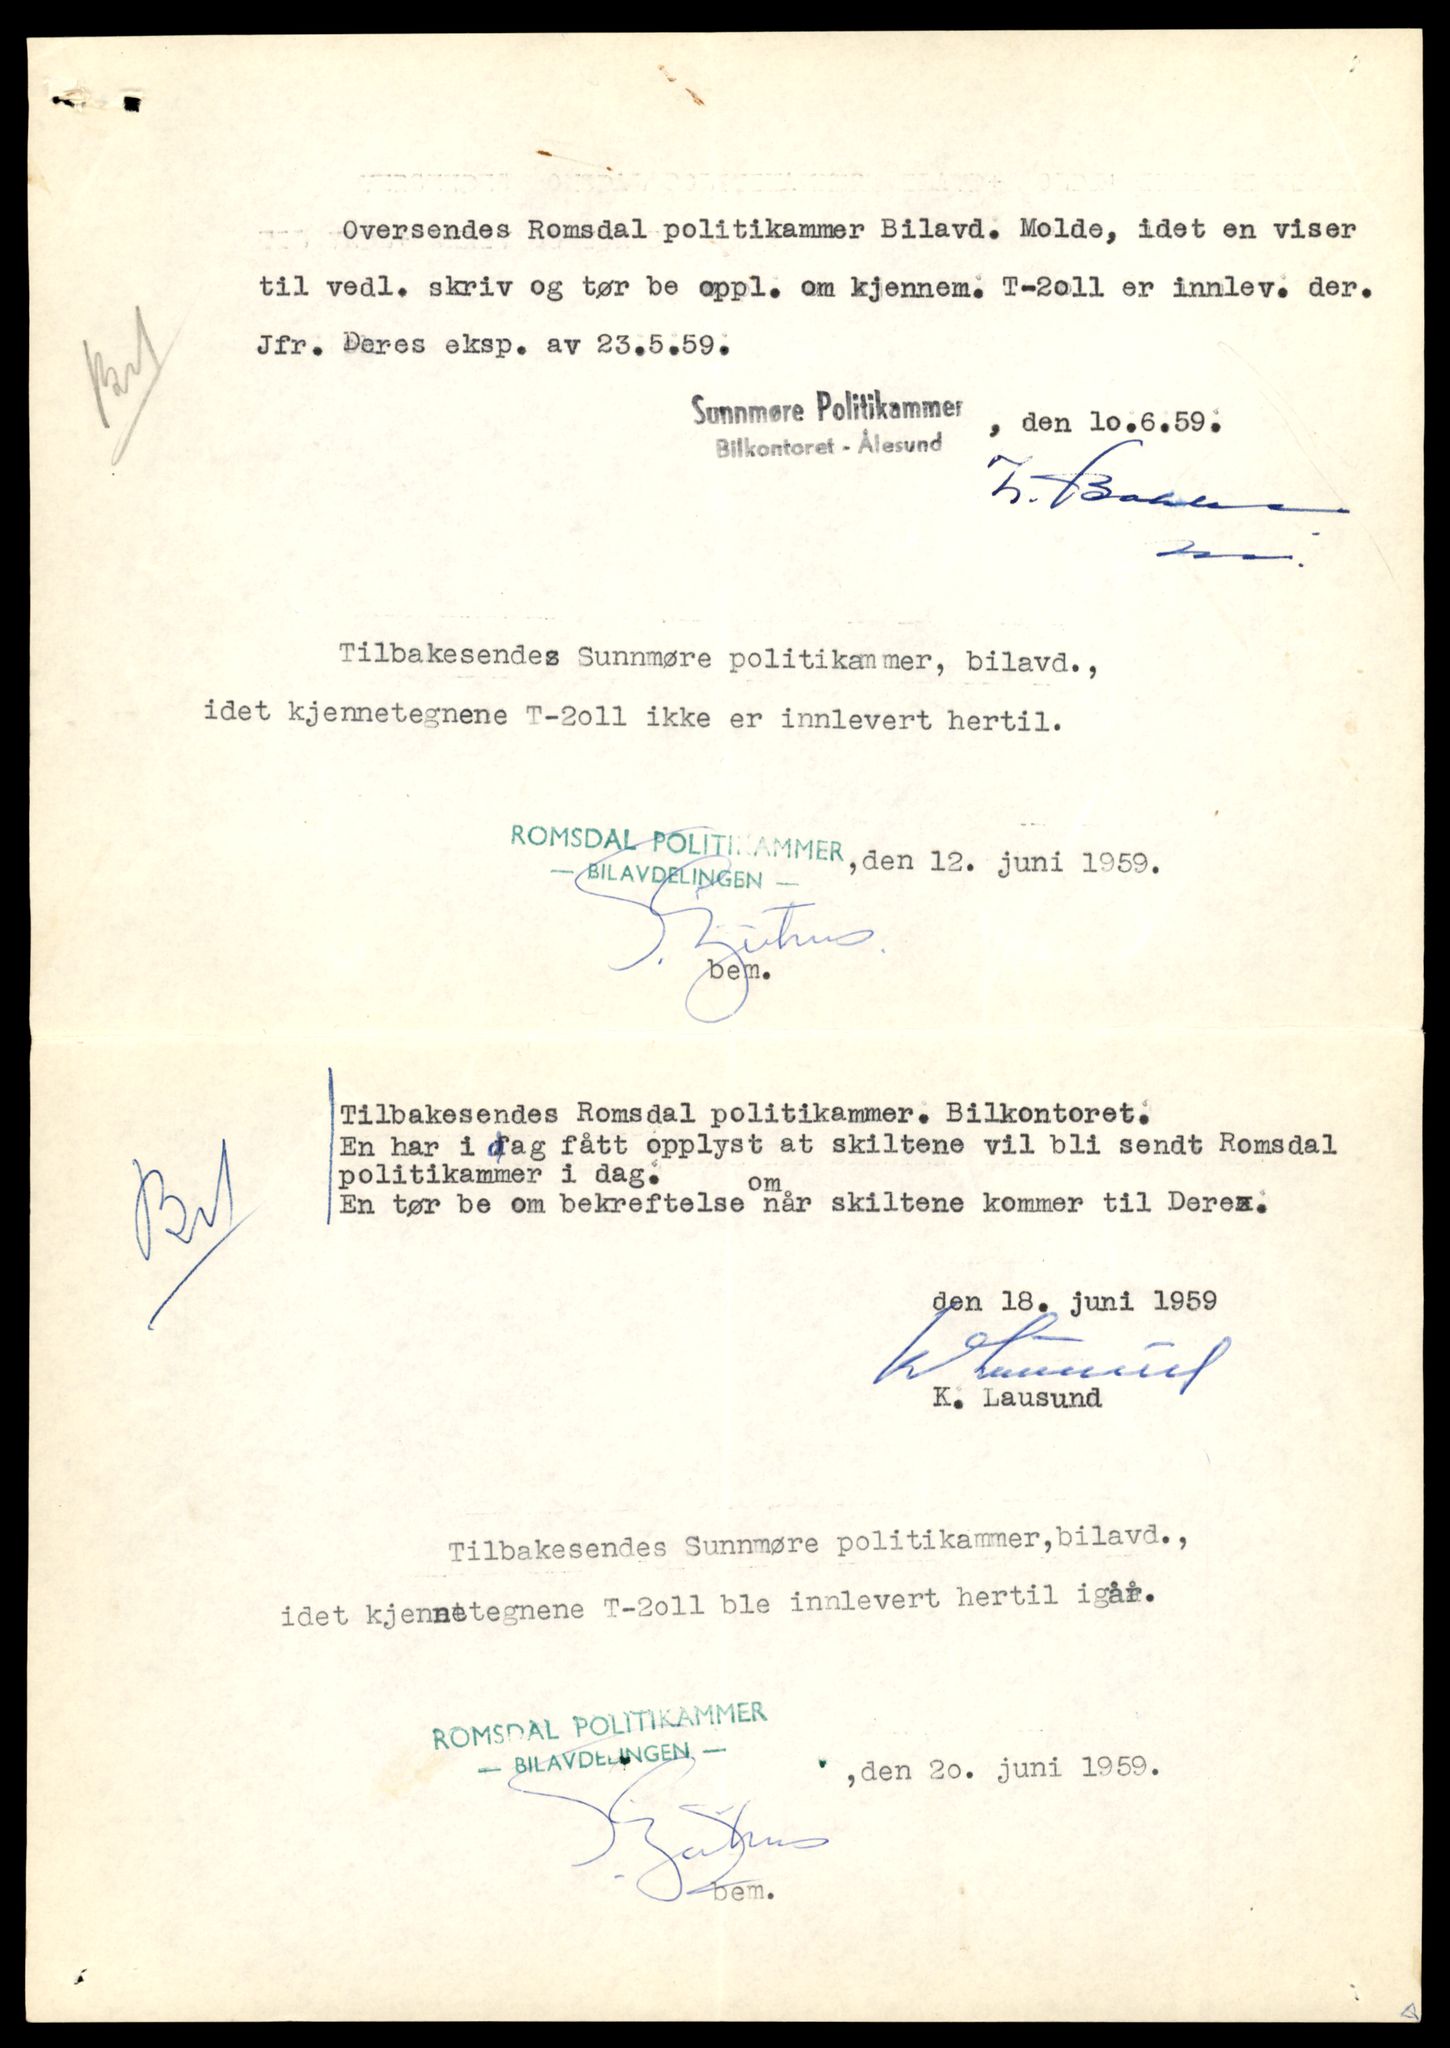 Oversendes Romsdal politikammer Bilavd. Molde, idet en viser
til vedl. skriv og tør be oppl. om kjennem. T-2oll er innlev. der.
Jfr. Deres eksp. av 23.5.59.
Sunnmøre Politikammer
Bilkontoret - Ålesund
, den lo.6.59.
Tilbakesendes Sunnmøre politikammer, bilavd.,
idet kjennetegnene T-2oll ikke er innlevert hertil.
ROMSDAL POLITIKAMMER
— BILAVDELINGEN —
,den 12. juni 1959.
bem.
Tilbakesendes Romsdal politikammer. Bilkontoret.
En har i dag fått opplyst at skiltene vil bli sendt Romsdal
politikammer i dag.
om
En tør be om bekreftelse når skiltene kommer til Dere.
den 18. juni 1959
K. Lausund
Tilbakesendes Sunnmøre politikammer,bilavd.,
idet kjennetegnene T-2oll ble innlevert hertil igår.
ROMSDAL POLITIKAMMER
— BILAVDELINGEN —
,den 2o. juni 1959.
bem.